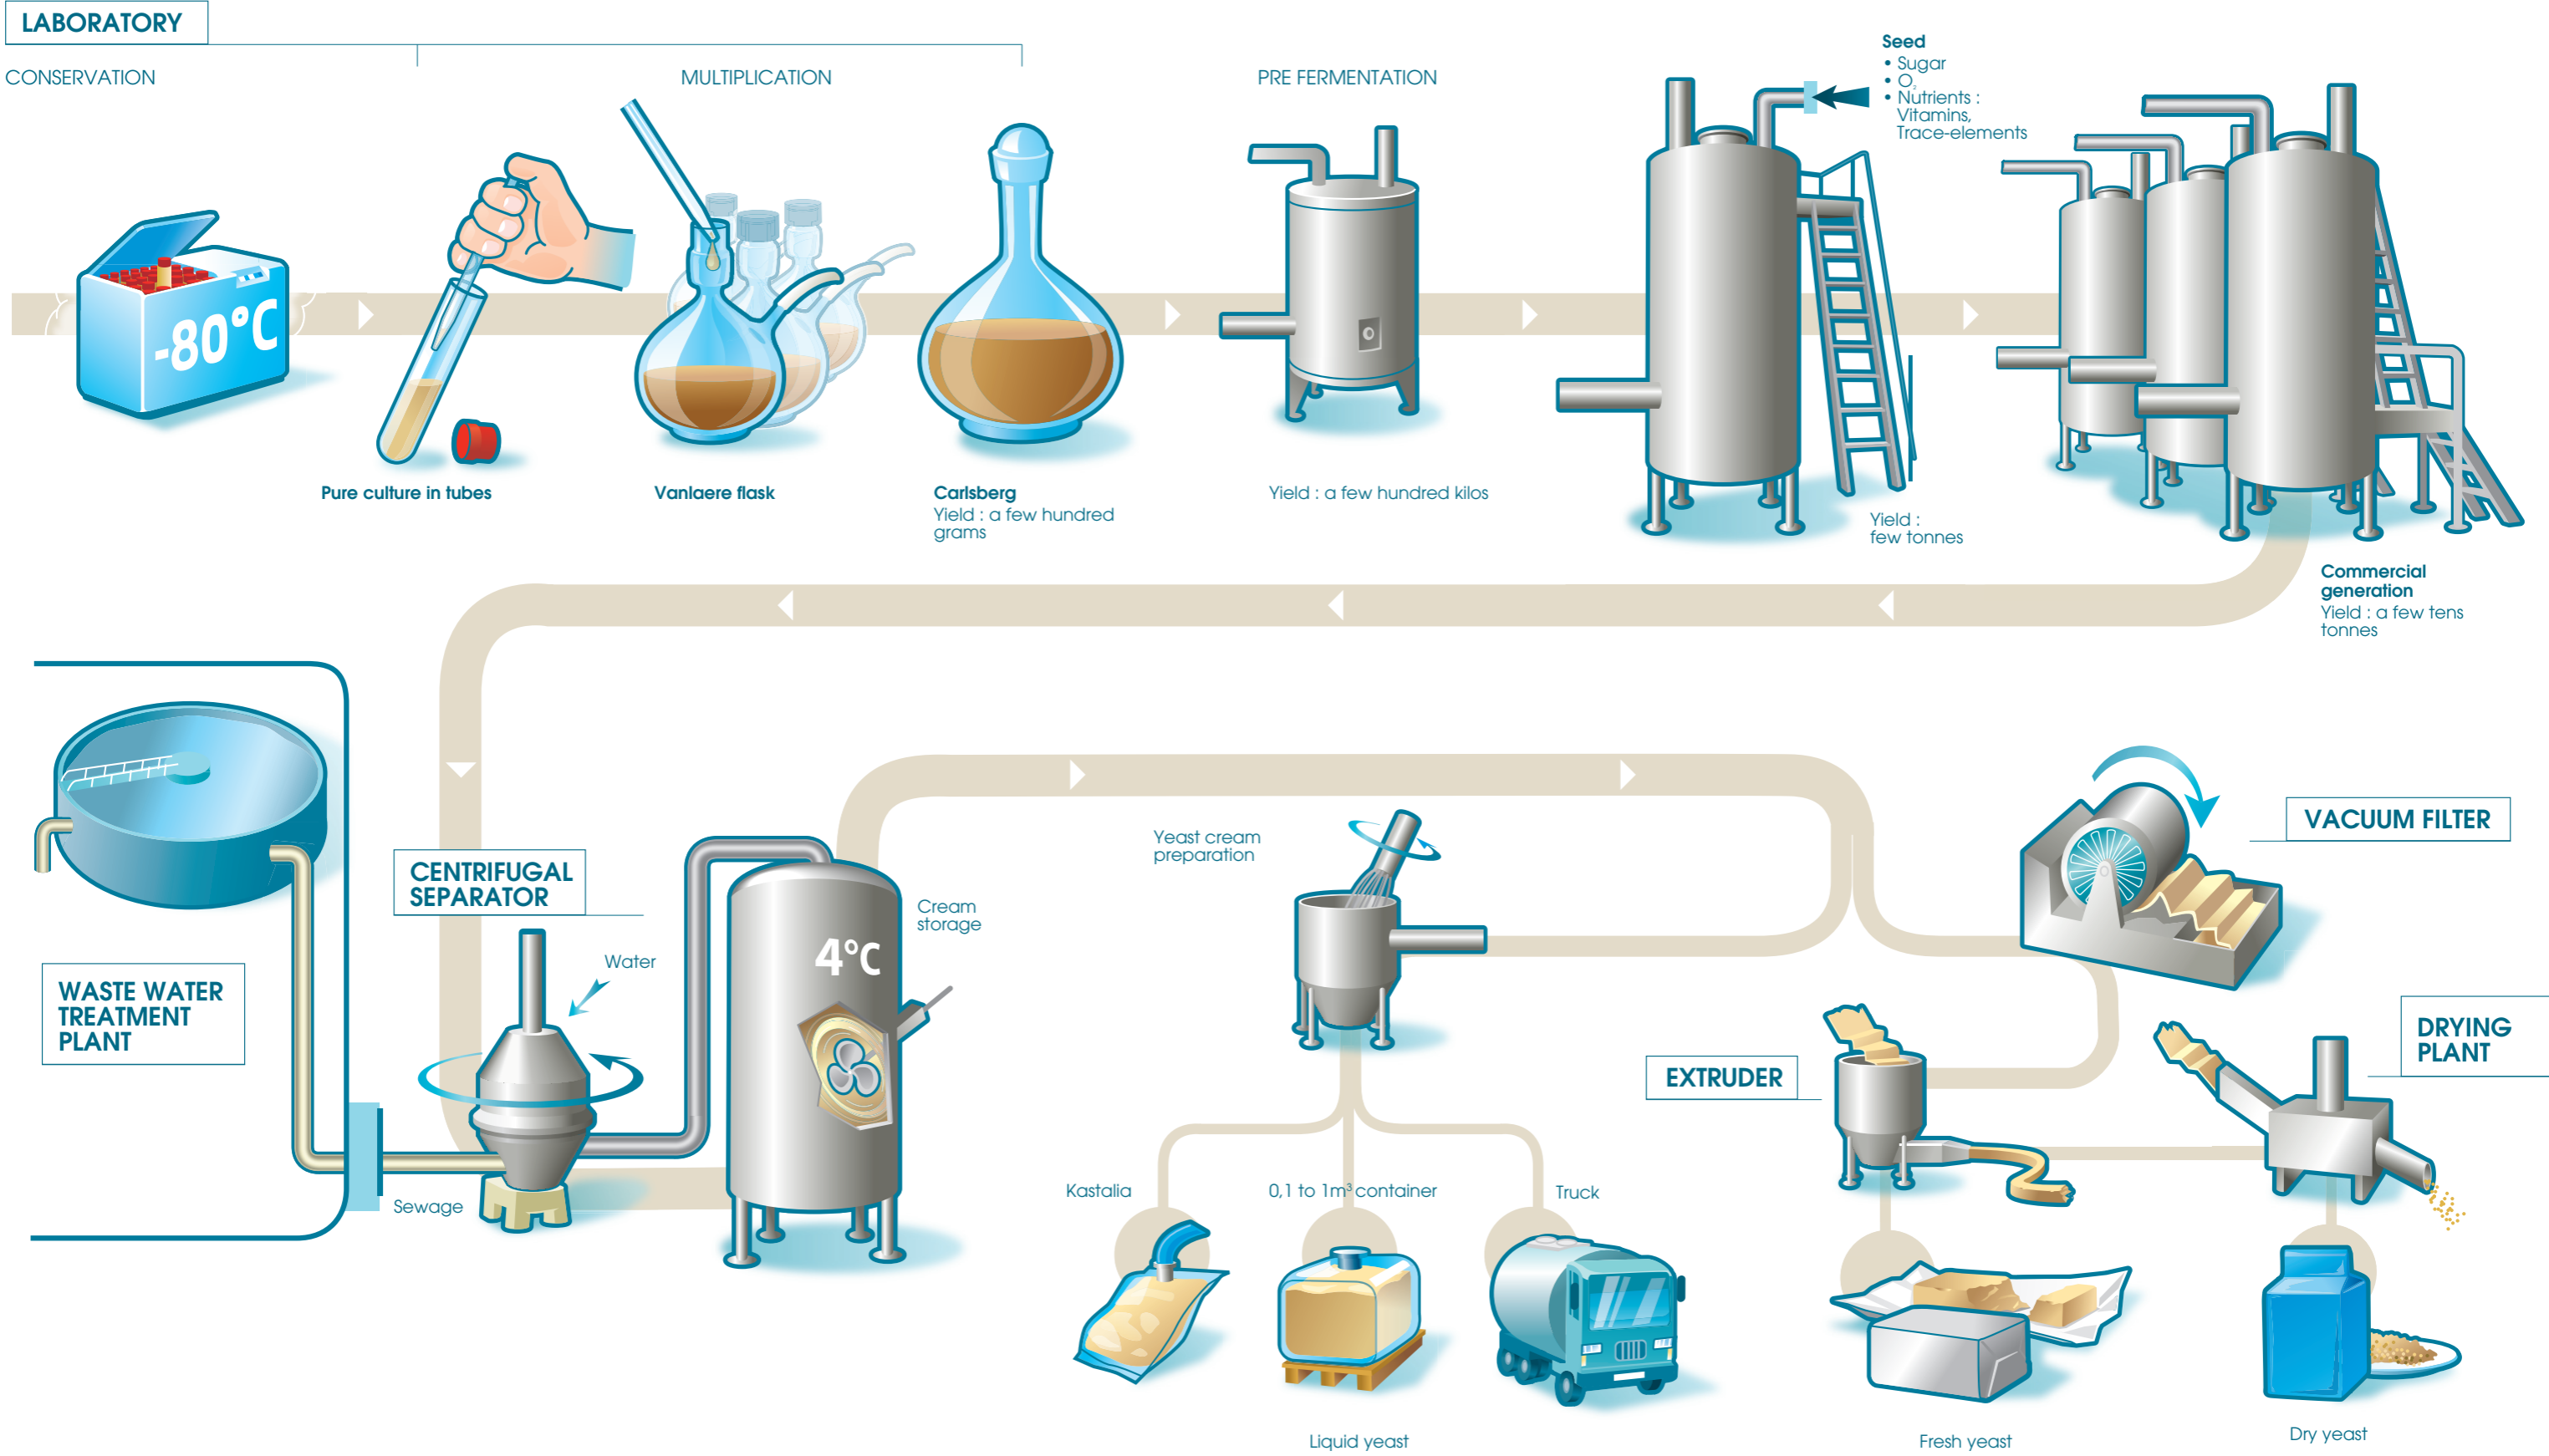 LABORATORY
CONSERVATION
MULTIPLICATION
PRE FERMENTATION
Seed
• Sugar
• O₂
• Nutrients :
Vitamins,
Trace-elements
-80°C
Pure culture in tubes
Vanlaere flask
Carlsberg
Yield : a few hundred
grams
Yield : a few hundred kilos
Yield :
few tonnes
Commercial
generation
Yield : a few tens
tonnes
WASTE WATER
TREATMENT
PLANT
CENTRIFUGAL
SEPARATOR
Water
Sewage
4°C
Cream
storage
Yeast cream
preparation
VACUUM FILTER
EXTRUDER
DRYING
PLANT
Kastalia
0,1 to 1m³ container
Truck
Liquid yeast
Fresh yeast
Dry yeast